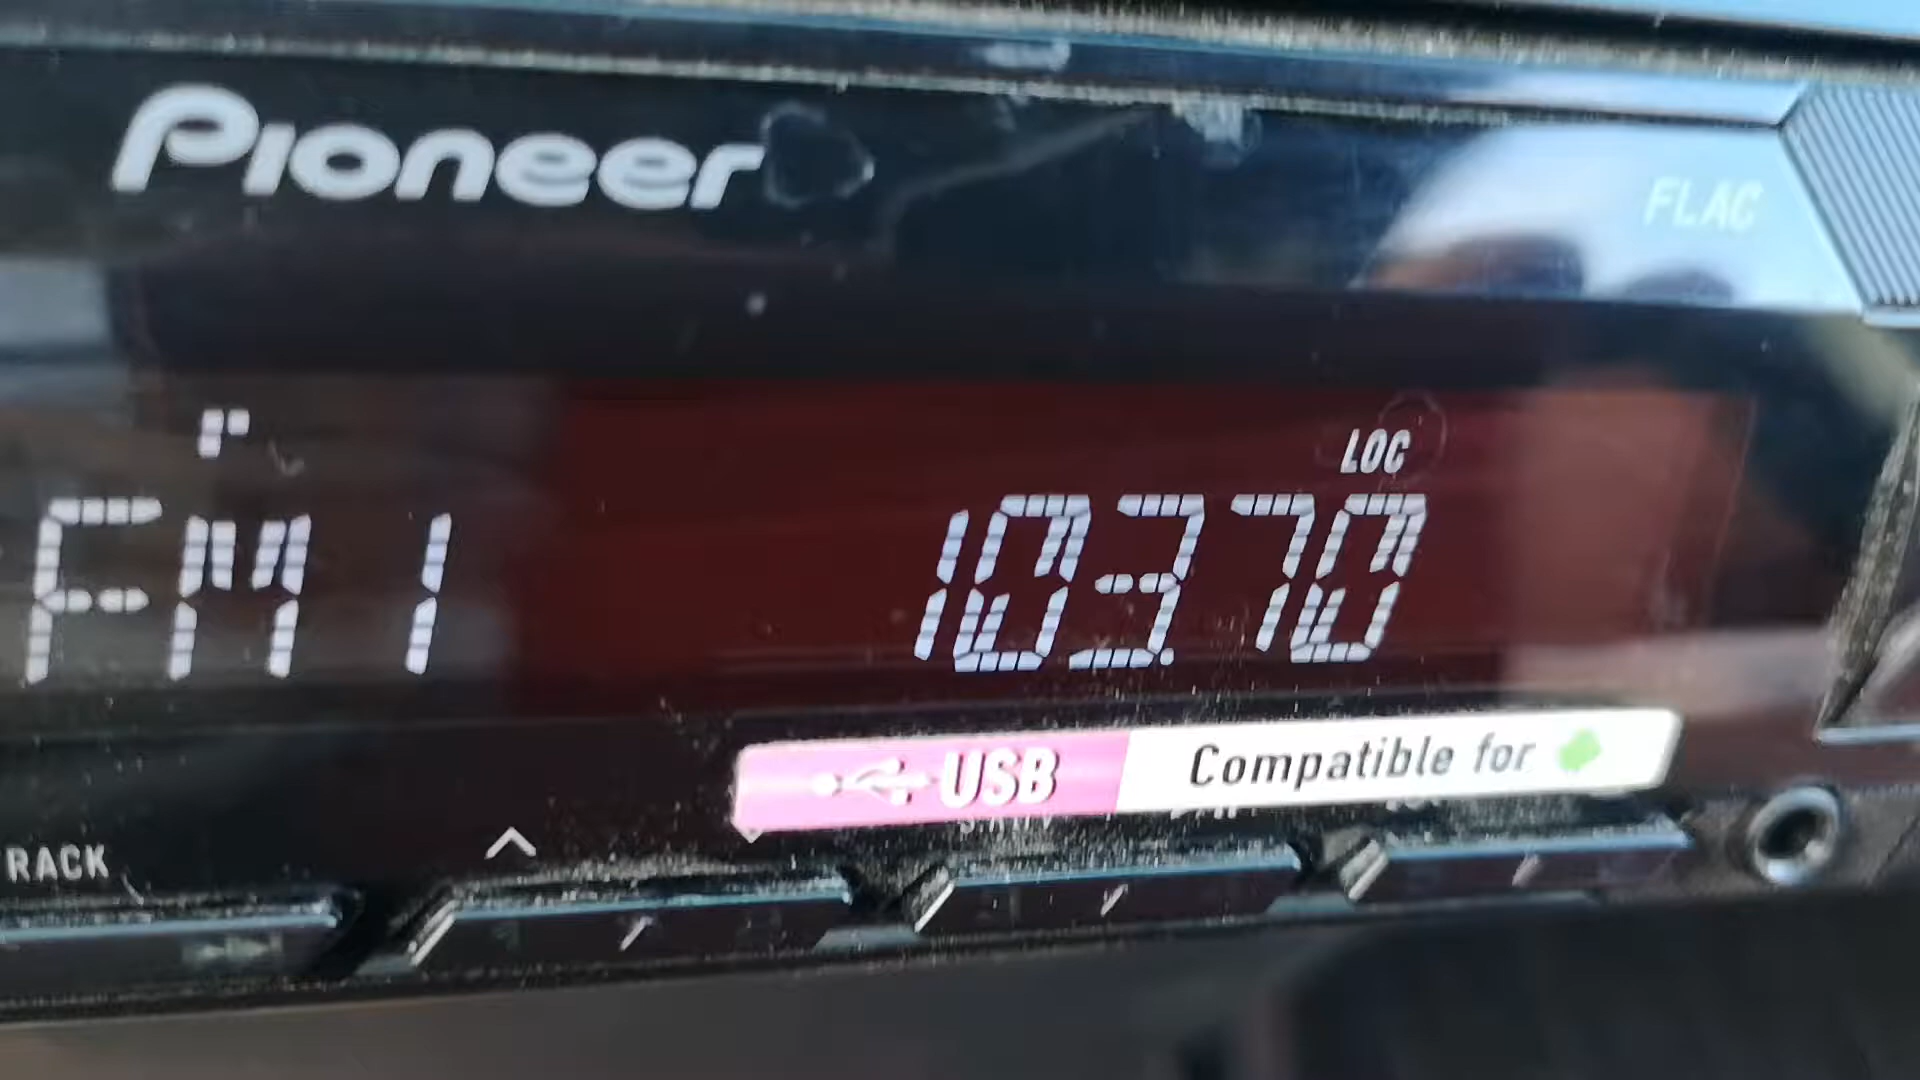 Pioneer
FLAC
LOC
FM1 103.70
USB Compatible for
RACK